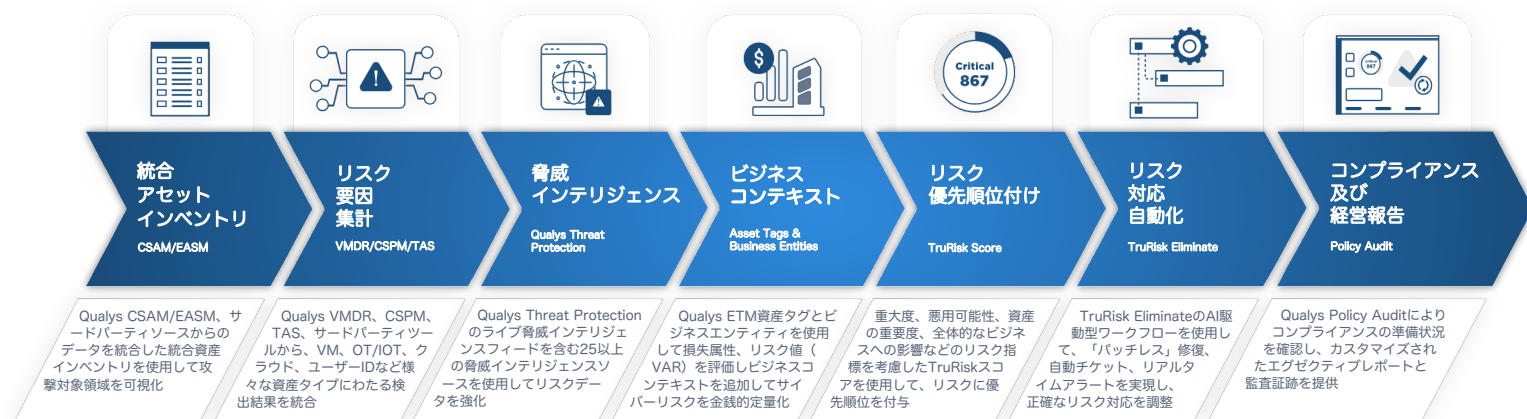 Critical
867
Critical
867
統合
アセット
インベントリ
CSAM/EASM
リスク
要因
集計
VMDR/CSPM/TAS
脅威
インテリジェンス
Qualys Threat
Protection
ビジネス
コンテキスト
Asset Tags &
Business Entities
リスク
優先順位付け
TruRisk Score
リスク
対応
自動化
TruRisk Eliminate
コンプライアンス
及び
経営報告
Policy Audit
Qualys CSAM/EASM、サ
ードパーティソースからの
データを統合した統合資産
インベントリを使用して攻
撃対象領域を可視化
Qualys VMDR、CSPM、
TAS、サードパーティツー
ルから、VM、OT/IOT、ク
ラウド、ユーザーIDなど様
々な資産タイプにわたる検
出結果を統合
Qualys Threat Protection
のライブ脅威インテリジェ
ンスフィードを含む25以上
の脅威インテリジェンスソ
ースを使用してリスクデー
タを強化
Qualys ETM資産タグとビ
ジネスエンティティを使用
して損失属性、リスク値（
VAR）を評価しビジネスコ
ンテキストを追加してサイ
バーリスクを金銭的定量化
重大度、悪用可能性、資産
の重要度、全体的なビジネ
スへの影響などのリスク指
標を考慮したTruRiskスコ
アを使用して、リスクに優
先順位を付与
TruRisk EliminateのAI駆
動型ワークフローを使用し
て、「パッチレス」修復、
自動チケット、リアルタ
イムアラートを実現し、
正確なリスク対応を調整
Qualys Policy Auditにより
コンプライアンスの準備状況
を確認し、カスタマイズされ
たエグゼクティブレポートと
監査証跡を提供